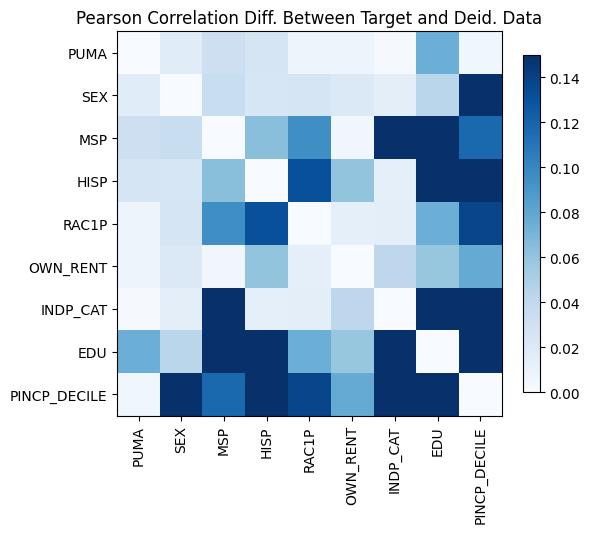 Pearson Correlation Diff. Between Target and Deid. Data
PUMA
SEX
MSP
HISP
RAC1P
OWN_RENT
INDP_CAT
EDU
PINCP_DECILE
PUMA
SEX
MSP
HISP
RAC1P
OWN_RENT
INDP_CAT
EDU
PINCP_DECILE
0.14
0.12
0.10
0.08
0.06
0.04
0.02
0.00